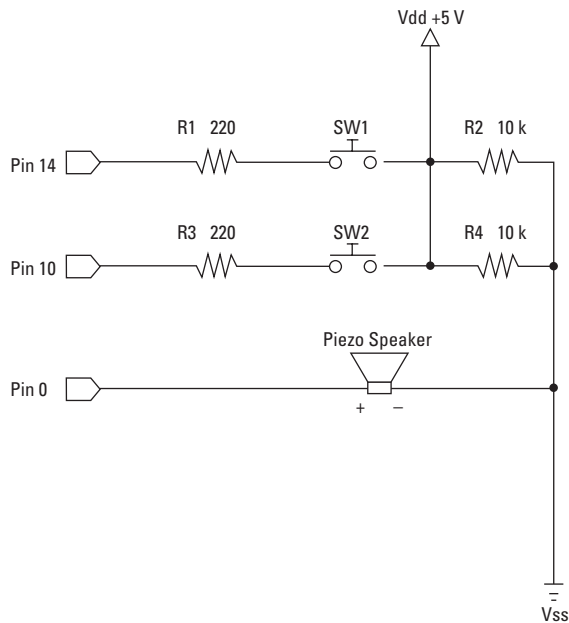 Vdd +5 V
R1 220
SW1
R2 10 k
Pin 14
R3 220
SW2
R4 10 k
Pin 10
Piezo Speaker
Pin 0
+ –
Vss